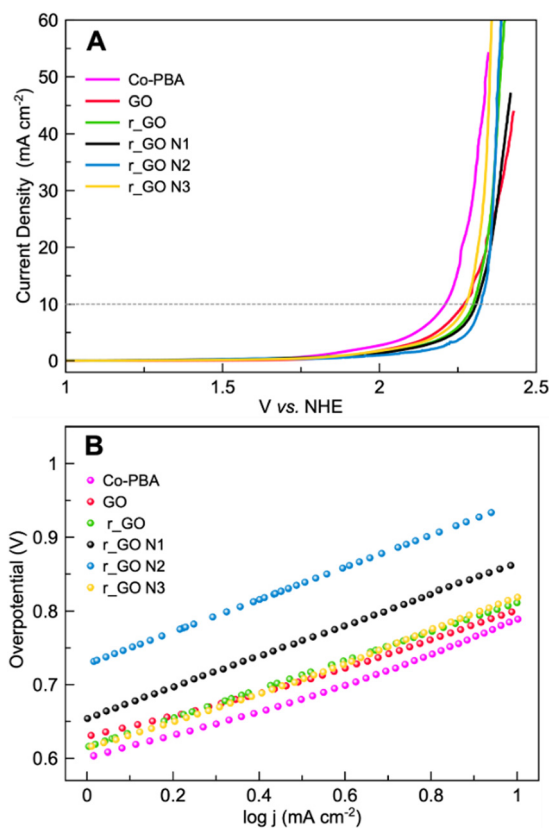 A
60
50
40
30
20
10
0
Current Density (mA cm-2)
Co-PBA
GO
r_GO
r_GO N1
r_GO N2
r_GO N3
1
1.5
2
2.5
V vs. NHE
B
1
0.9
0.8
0.7
0.6
Overpotential (V)
Co-PBA
GO
r_GO
r_GO N1
r_GO N2
r_GO N3
0
0.2
0.4
0.6
0.8
1
log j (mA cm-2)